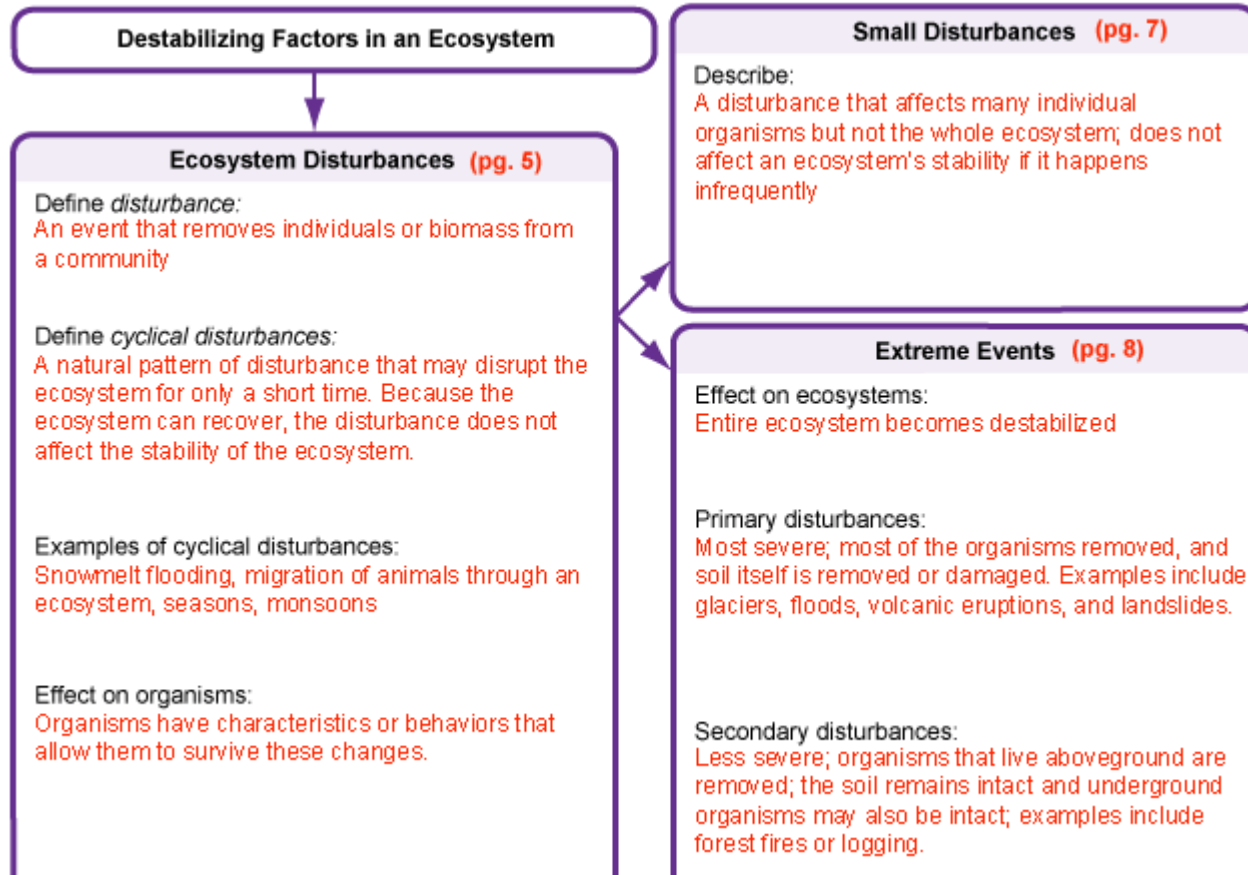 Destabilizing Factors in an Ecosystem
Ecosystem Disturbances (pg. 5)
Define disturbance:
An event that removes individuals or biomass from
a community
Define cyclical disturbances:
A natural pattern of disturbance that may disrupt the
ecosystem for only a short time. Because the
ecosystem can recover, the disturbance does not
affect the stability of the ecosystem.
Examples of cyclical disturbances:
Snowmelt flooding, migration of animals through an
ecosystem, seasons, monsoons
Effect on organisms:
Organisms have characteristics or behaviors that
allow them to survive these changes.
Small Disturbances (pg. 7)
Describe:
A disturbance that affects many individual
organisms but not the whole ecosystem; does not
affect an ecosystem's stability if it happens
infrequently
Extreme Events (pg. 8)
Effect on ecosystems:
Entire ecosystem becomes destabilized
Primary disturbances:
Most severe; most of the organisms removed, and
soil itself is removed or damaged. Examples include
glaciers, floods, volcanic eruptions, and landslides.
Secondary disturbances:
Less severe; organisms that live aboveground are
removed; the soil remains intact and underground
organisms may also be intact; examples include
forest fires or logging.